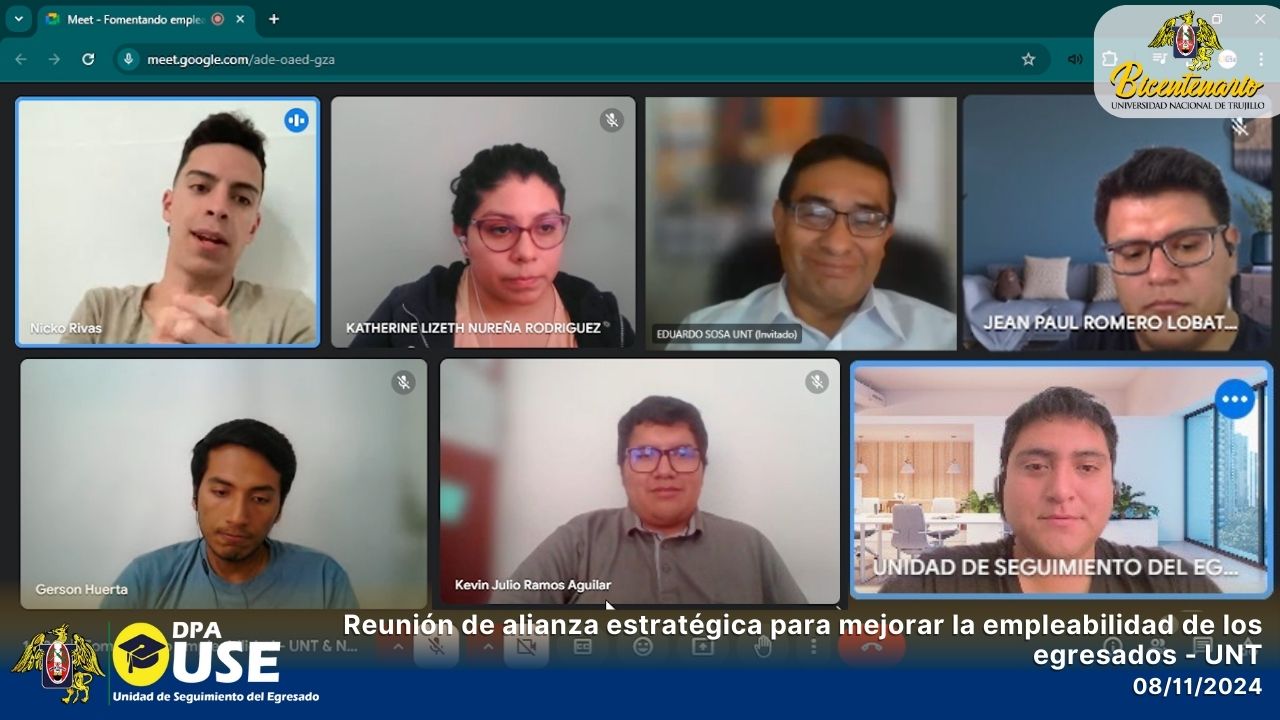 Meet - Fomentando emple
meet.google.com/ade-oaed-gza
Bicentenario
UNIVERSIDAD NACIONAL DE TRUJILLO
Nicko Rivas
KATHERINE LIZETH NUREÑA RODRIGUEZ
EDUARDO SOSA UNT (Invitado)
JEAN PAUL ROMERO LOBAT...
Gerson Huerta
Kevin Julio Ramos Aguilar
UNIDAD DE SEGUIMIENTO DEL EG...
Reunión de alianza estratégica para mejorar la empleabilidad de los
egresados - UNT
08/11/2024
DPA
USE
Unidad de Seguimiento del Egresado
UNT & N...